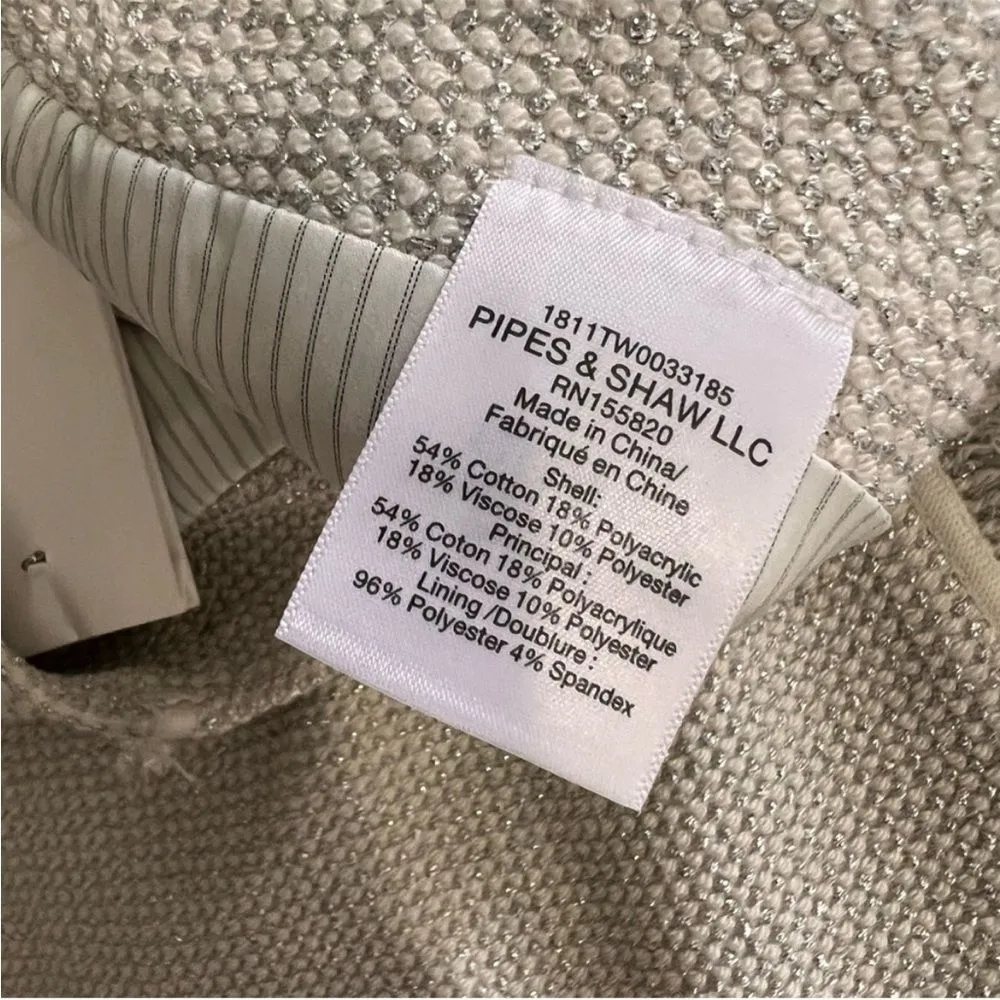 1811TW0033185
PIPES & SHAW LLC
RN155820
Made in China/
Fabriqué en Chine
Shell:
54% Cotton 18% Polyacrylic
18% Viscose 10% Polyester
Principal :
54% Coton 18% Polyacrylique
18% Viscose 10% Polyester
Lining /Doublure :
96% Polyester 4% Spandex